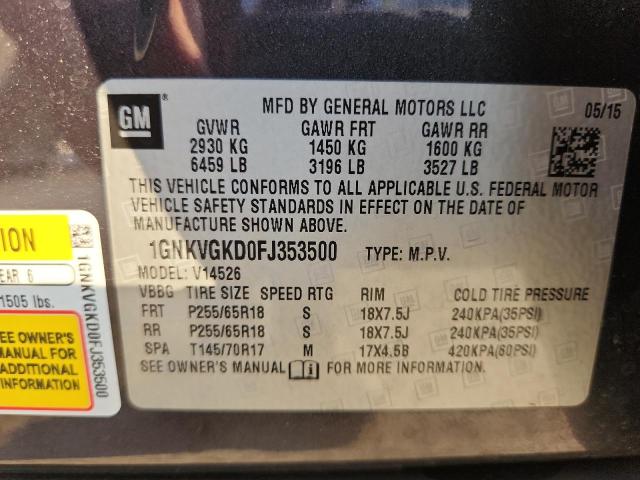 GM
MFD BY GENERAL MOTORS LLC 05/15
GVWR GAWR FRT GAWR RR
2930 KG 1450 KG 1600 KG
6459 LB 3196 LB 3527 LB
THIS VEHICLE CONFORMS TO ALL APPLICABLE U.S. FEDERAL MOTOR
VEHICLE SAFETY STANDARDS IN EFFECT ON THE DATE OF
MANUFACTURE SHOWN ABOVE.
1GNKVGKD0FJ353500 TYPE: M.P.V.
MODEL: V14526
VBBG TIRE SIZE SPEED RTG RIM COLD TIRE PRESSURE
FRT P255/65R18 S 18X7.5J 240KPA(35PSI)
RR P255/65R18 S 18X7.5J 240KPA(35PSI)
SPA T145/70R17 M 17X4.5B 420KPA(60PSI)
SEE OWNER'S MANUAL FOR MORE INFORMATION.
EAR 6
1505 lbs.
SEE OWNER'S
MANUAL FOR
ADDITIONAL
INFORMATION
1GNKVGKD0FJ353500